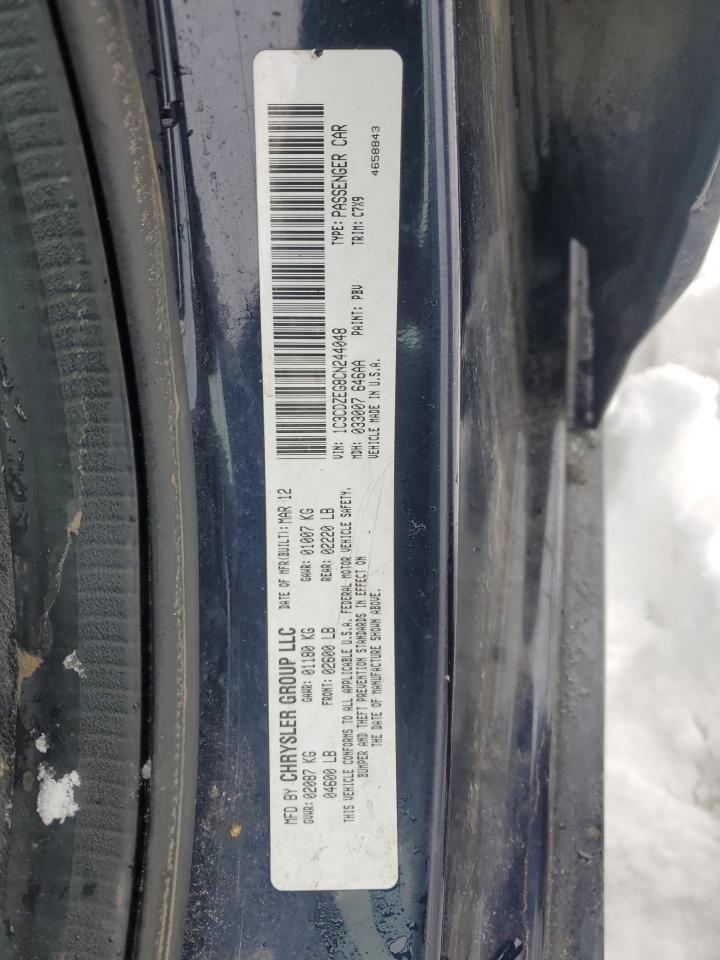 MFD BY CHRYSLER GROUP LLC DATE OF MFR(BUILT): MAR 12
GVWR: 02087 KG GAWR: 01180 KG GAWR: 01007 KG
04600 LB FRONT: 02600 LB REAR: 02220 LB
THIS VEHICLE CONFORMS TO ALL APPLICABLE U.S.A. FEDERAL MOTOR VEHICLE SAFETY,
BUMPER AND THEFT PREVENTION STANDARDS IN EFFECT ON
THE DATE OF MANUFACTURE SHOWN ABOVE.
VIN: 1C3CDZEG8CN244048 TYPE: PASSENGER CAR
MDH: 033007 646AA PAINT: PBV TRIM: C7X9
VEHICLE MADE IN U.S.A. 4658843